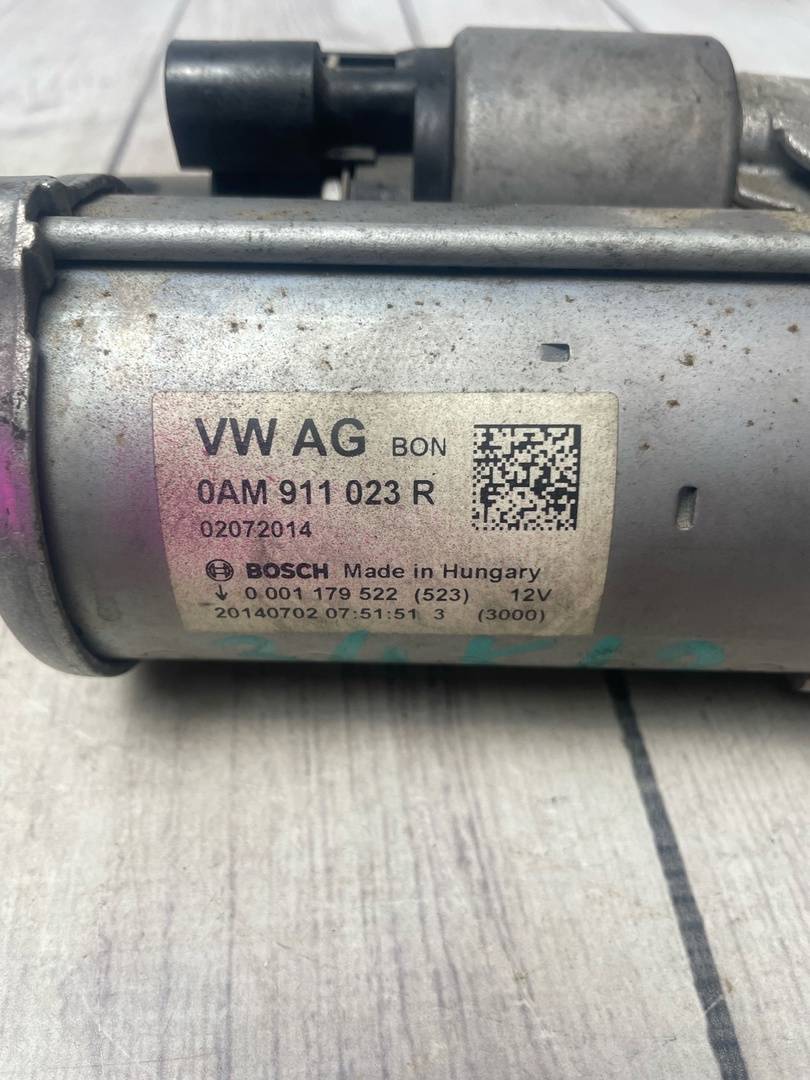 VW AG BON
0AM 911 023 R
02072014
BOSCH Made in Hungary
↓ 0 001 179 522 (523) 12V
20140702 07:51:51 3 (3000)